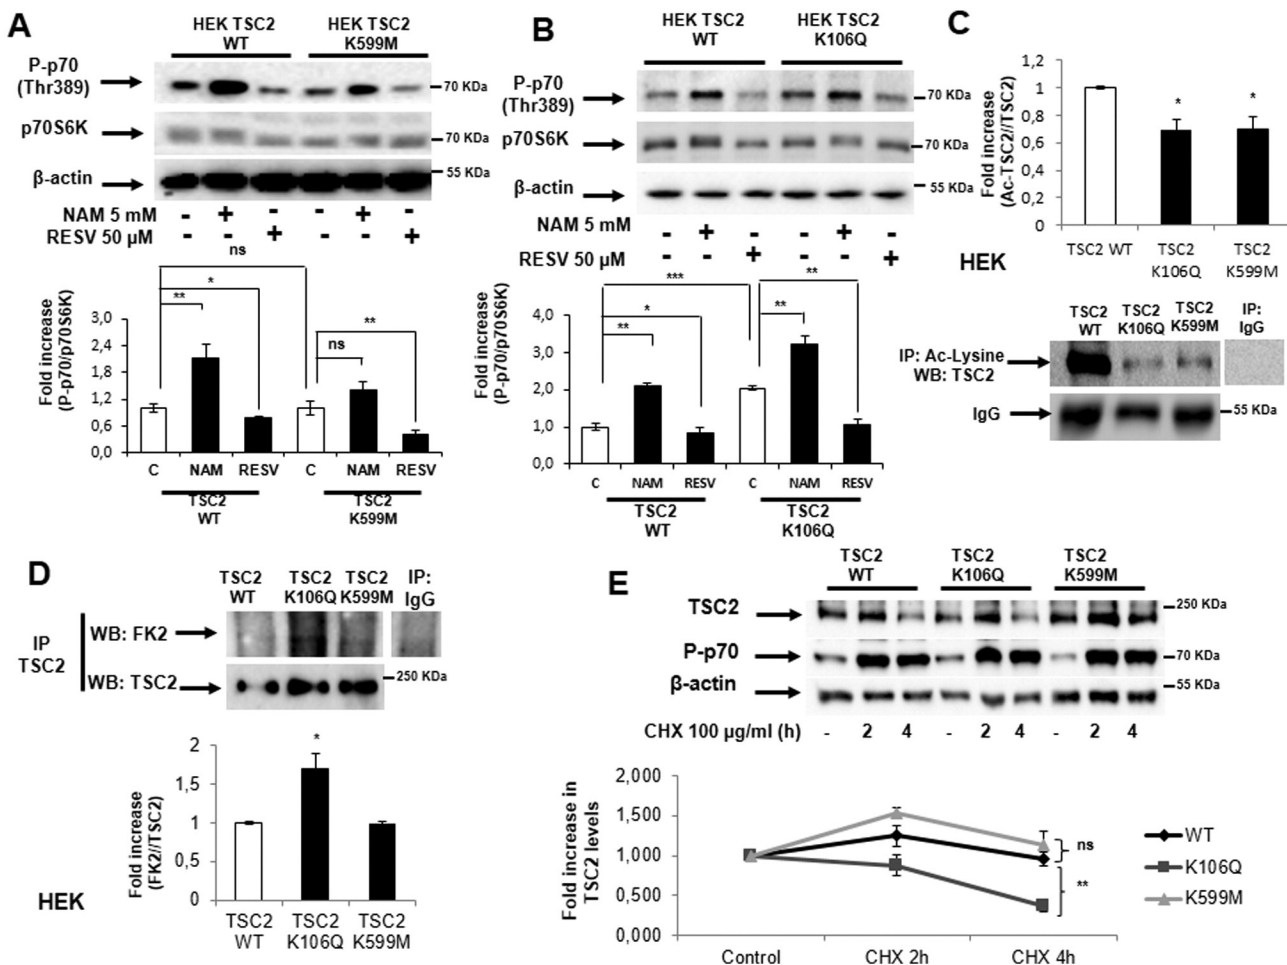 A
HEK TSC2
WT
HEK TSC2
K599M
P-p70
(Thr389)
70 KDa
p70S6K
70 KDa
β-actin
55 KDa
NAM 5 mM - + - - + -
RESV 50 µM - - + - - +
ns
*
**
**
ns
Fold increase
(P-p70/p70S6K)
3,0
2,4
1,8
1,2
0,6
0,0
C NAM RESV C NAM RESV
TSC2
WT
TSC2
K599M
B
HEK TSC2
WT
HEK TSC2
K106Q
P-p70
(Thr389)
70 KDa
p70S6K
70 KDa
β-actin
55 KDa
NAM 5 mM - + - - + -
RESV 50 µM - - + - - +
***
**
*
**
**
Fold increase
(P-p70/p70S6K)
4,0
3,0
2,0
1,0
0,0
C NAM RESV C NAM RESV
TSC2
WT
TSC2
K106Q
C
Fold increase
(Ac-TSC2//TSC2)
1,2
1
0,8
0,6
0,4
0,2
0
*
*
TSC2 WT
TSC2
K106Q
TSC2
K599M
HEK
TSC2
WT
TSC2
K106Q
TSC2
K599M
IP:
IgG
IP: Ac-Lysine
WB: TSC2
IgG
55 KDa
D
TSC2
WT
TSC2
K106Q
TSC2
K599M
IP:
IgG
IP
TSC2
WB: FK2
WB: TSC2
250 KDa
Fold increase
(FK2//TSC2)
2
1,5
1
0,5
0
*
TSC2
WT
TSC2
K106Q
TSC2
K599M
HEK
E
TSC2
WT
TSC2
K106Q
TSC2
K599M
TSC2
250 KDa
P-p70
70 KDa
β-actin
55 KDa
CHX 100 µg/ml (h) - 2 4 - 2 4 - 2 4
Fold increase in
TSC2 levels
2,000
1,500
1,000
0,500
0,000
ns
**
Control CHX 2h CHX 4h
WT
K106Q
K599M